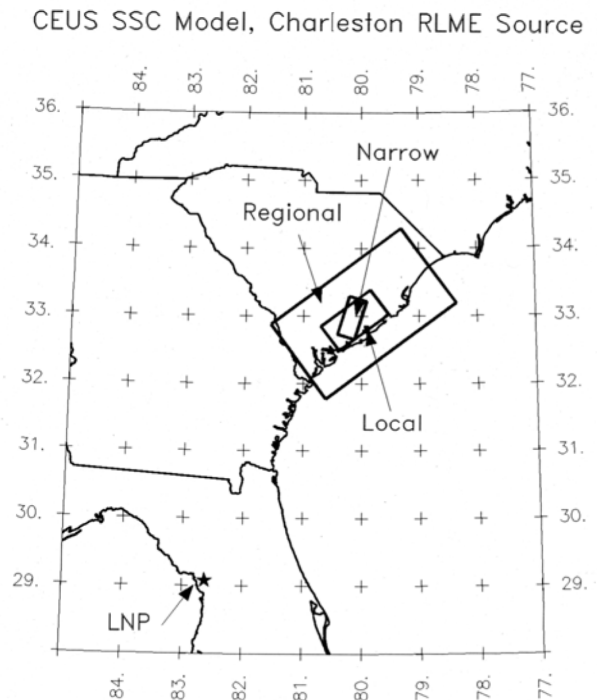 CEUS SSC Model, Charleston RLME Source
84. 83. 82. 81. 80. 79. 78. 77.
36. 36.
35. 35.
Narrow
Regional
34. 34.
33. 33.
32. 32.
Local
31. 31.
30. 30.
29. 29.
LNP
84. 83. 82. 81. 80. 79. 78. 77.